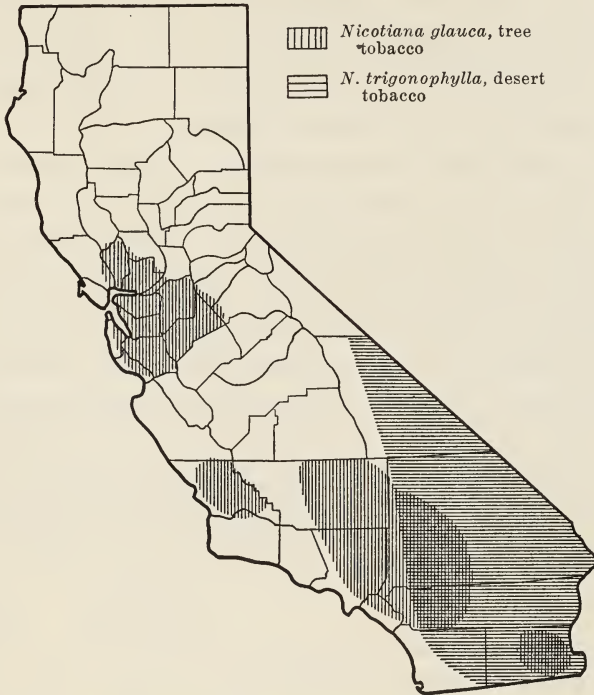 Nicotiana glauca, tree
tobacco
N. trigonophylla, desert
tobacco